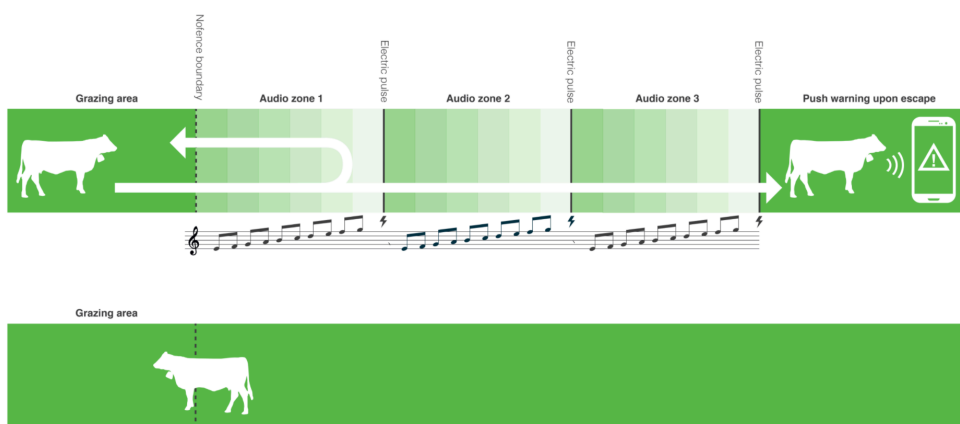 Nofence boundary
Electric pulse
Electric pulse
Electric pulse
Grazing area
Audio zone 1
Audio zone 2
Audio zone 3
Push warning upon escape
Grazing area